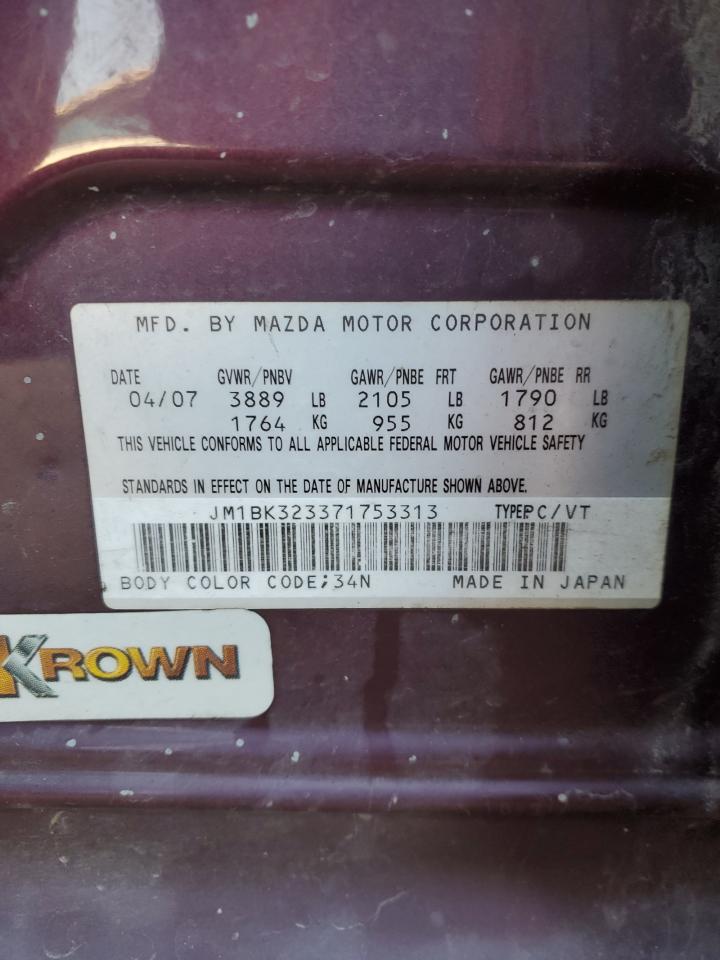 MFD. BY MAZDA MOTOR CORPORATION
DATE GVWR/PNBV GAWR/PNBE FRT GAWR/PNBE RR
04/07 3889 LB 2105 LB 1790 LB
1764 KG 955 KG 812 KG
THIS VEHICLE CONFORMS TO ALL APPLICABLE FEDERAL MOTOR VEHICLE SAFETY
STANDARDS IN EFFECT ON THE DATE OF MANUFACTURE SHOWN ABOVE.
JM1BK323371753313 TYPE PC/VT
BODY COLOR CODE;34N MADE IN JAPAN
KROWN